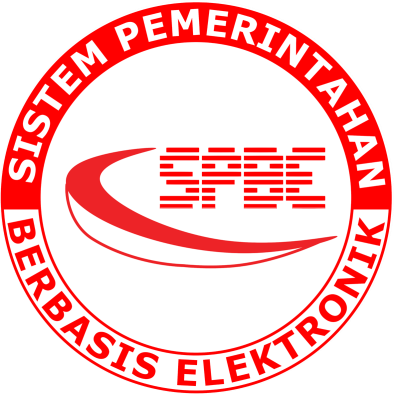 SISTEM PEMERINTAHAN
SPBE
BERBASIS ELEKTRONIK